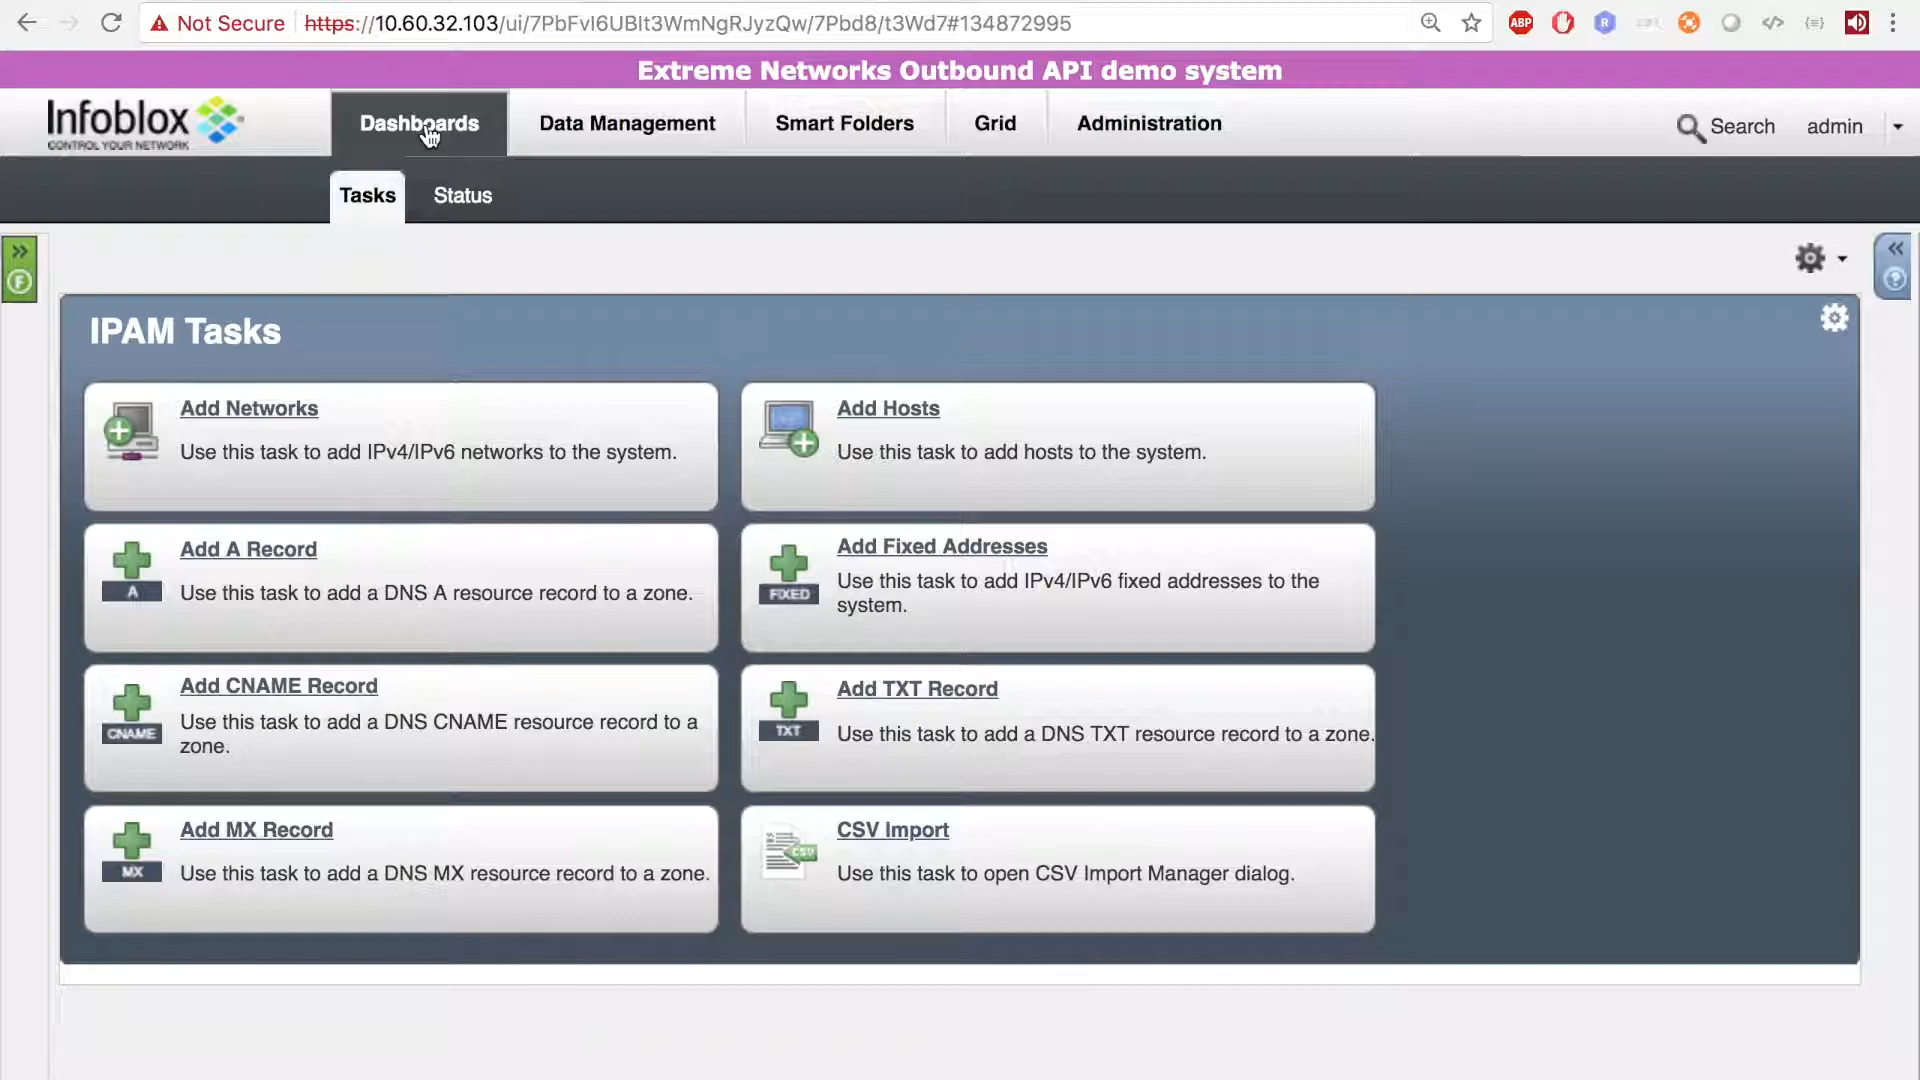 Not Secure https://10.60.32.103/ui/7PbFvl6UBlt3WmNgRJyzQw/7Pbd8/t3Wd7#134872995
ABP
R
Extreme Networks Outbound API demo system
Infoblox
CONTROL YOUR NETWORK
Dashboards
Data Management
Smart Folders
Grid
Administration
Search
admin
Tasks
Status
F
?
IPAM Tasks
Add Networks
Use this task to add IPv4/IPv6 networks to the system.
Add Hosts
Use this task to add hosts to the system.
A
Add A Record
Use this task to add a DNS A resource record to a zone.
FIXED
Add Fixed Addresses
Use this task to add IPv4/IPv6 fixed addresses to the
system.
CNAME
Add CNAME Record
Use this task to add a DNS CNAME resource record to a
zone.
TXT
Add TXT Record
Use this task to add a DNS TXT resource record to a zone.
MX
Add MX Record
Use this task to add a DNS MX resource record to a zone.
CSV
CSV Import
Use this task to open CSV Import Manager dialog.